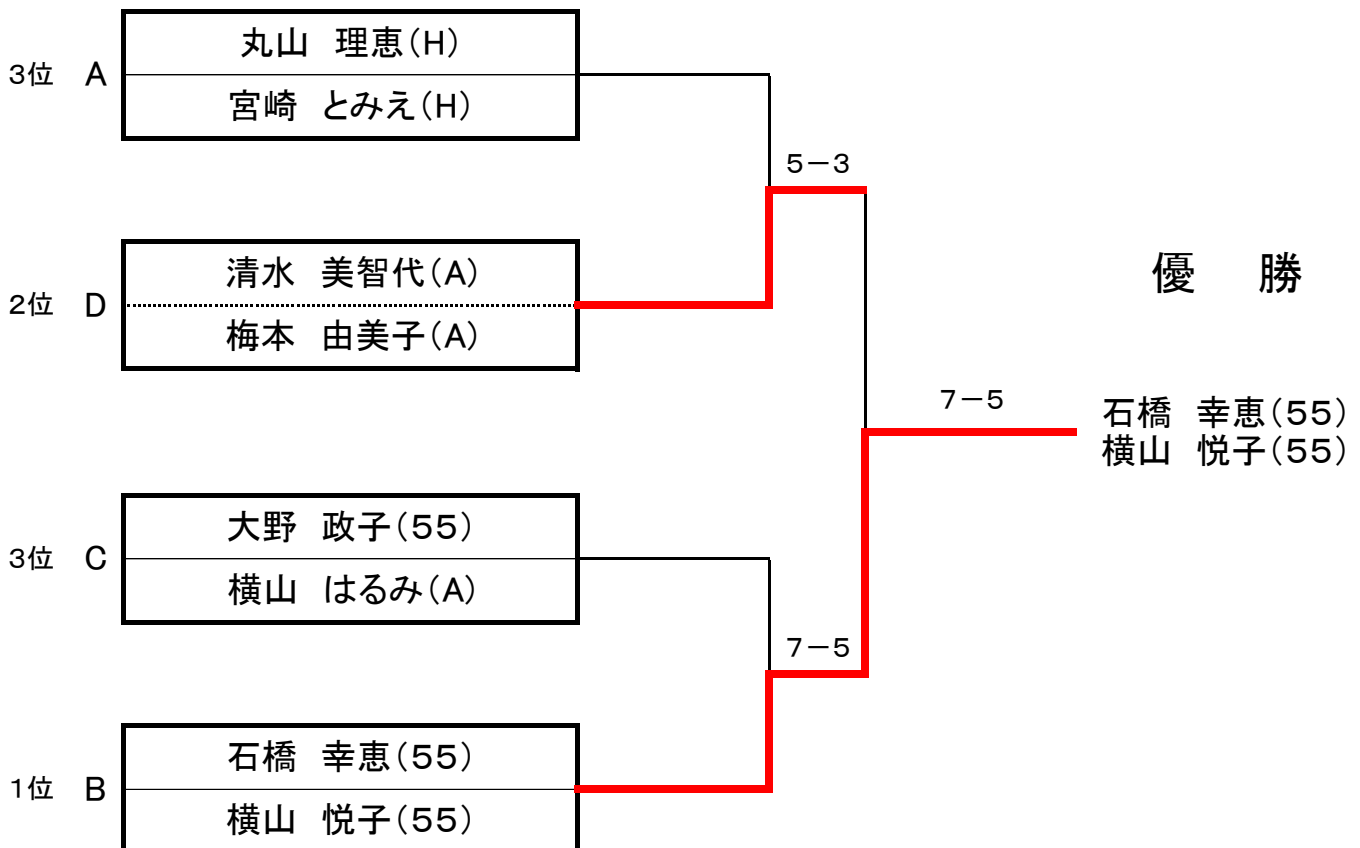 丸山　理恵（H）
3位　A
宮崎　とみえ（H）
5－3
清水　美智代（A）
2位　D
梅本　由美子（A）
優　勝
7－5
石橋　幸恵（55）
横山　悦子（55）
大野　政子（55）
3位　C
横山　はるみ（A）
7－5
石橋　幸恵（55）
1位　B
横山　悦子（55）